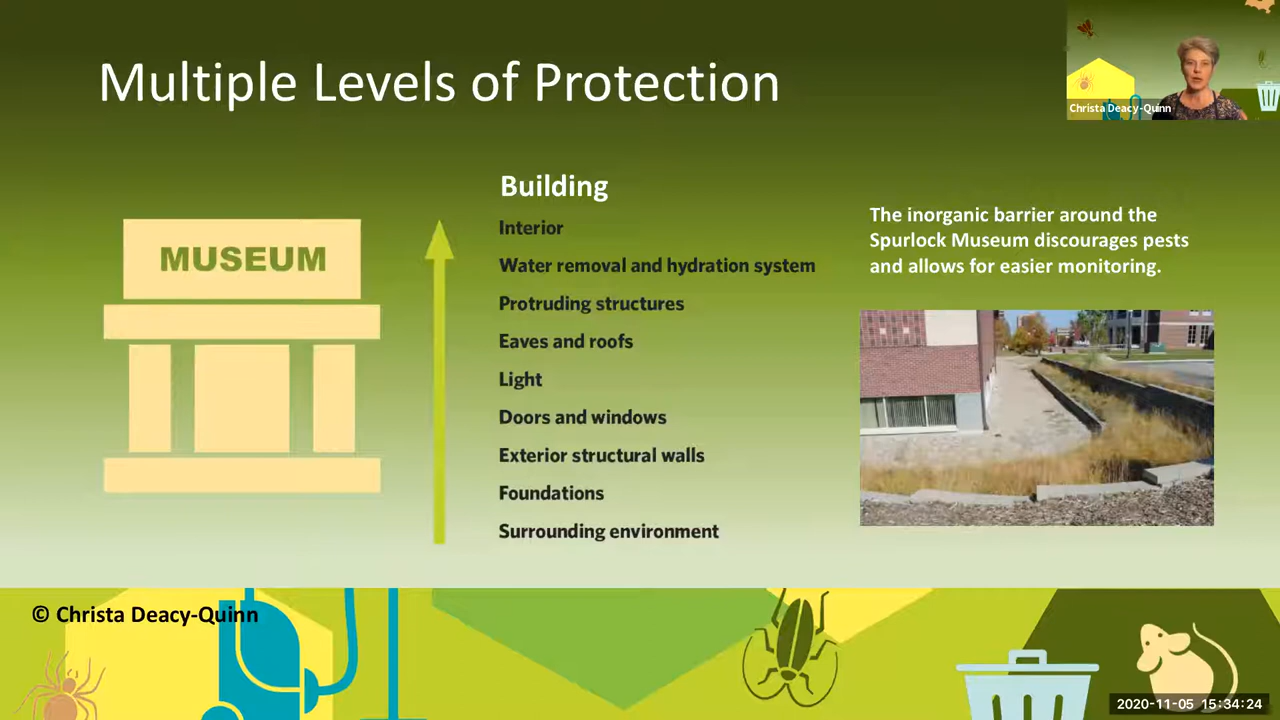 Multiple Levels of Protection
Christa Deacy-Quinn
Building
MUSEUM
Interior
Water removal and hydration system
Protruding structures
Eaves and roofs
Light
Doors and windows
Exterior structural walls
Foundations
Surrounding environment
The inorganic barrier around the
Spurlock Museum discourages pests
and allows for easier monitoring.
© Christa Deacy-Quinn
2020-11-05 15:34:24